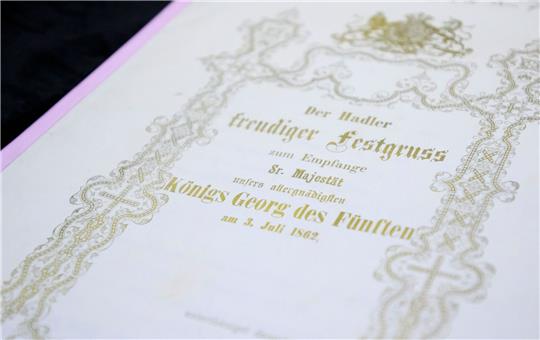 Der Hadler
freudiger Festgruss
zum Empfange
Sr. Majestät
unsers allergnädigsten
Königs Georg des Fünften
am 3. Juli 1862.